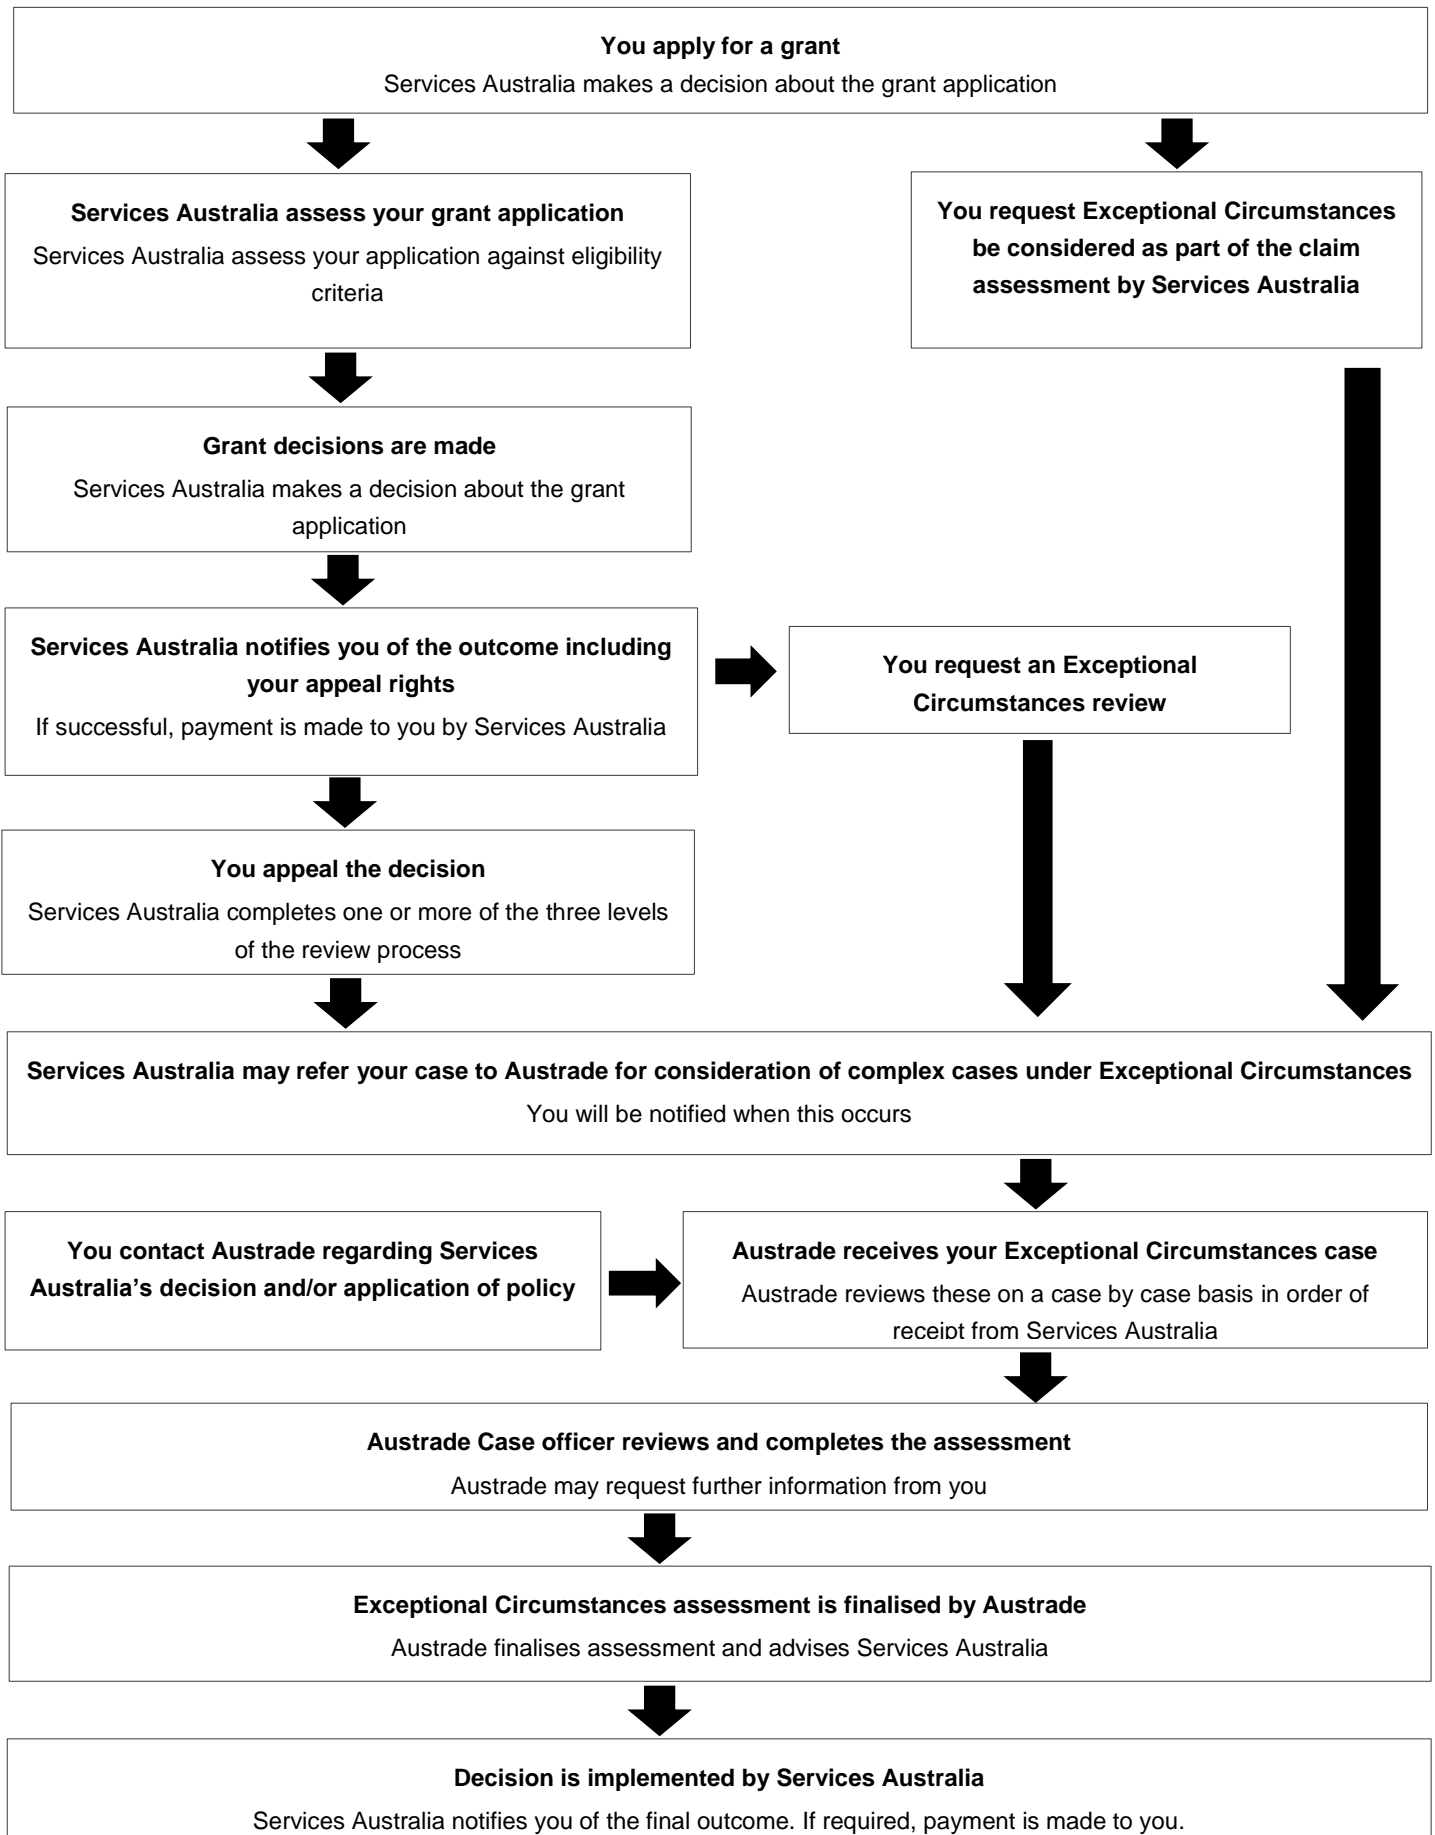 You apply for a grant
Services Australia makes a decision about the grant application
Services Australia assess your grant application
Services Australia assess your application against eligibility
criteria
You request Exceptional Circumstances
be considered as part of the claim
assessment by Services Australia
Grant decisions are made
Services Australia makes a decision about the grant
application
Services Australia notifies you of the outcome including
your appeal rights
If successful, payment is made to you by Services Australia
You request an Exceptional
Circumstances review
You appeal the decision
Services Australia completes one or more of the three levels
of the review process
Services Australia may refer your case to Austrade for consideration of complex cases under Exceptional Circumstances
You will be notified when this occurs
You contact Austrade regarding Services
Australia’s decision and/or application of policy
Austrade receives your Exceptional Circumstances case
Austrade reviews these on a case by case basis in order of
receipt from Services Australia
Austrade Case officer reviews and completes the assessment
Austrade may request further information from you
Exceptional Circumstances assessment is finalised by Austrade
Austrade finalises assessment and advises Services Australia
Decision is implemented by Services Australia
Services Australia notifies you of the final outcome. If required, payment is made to you.